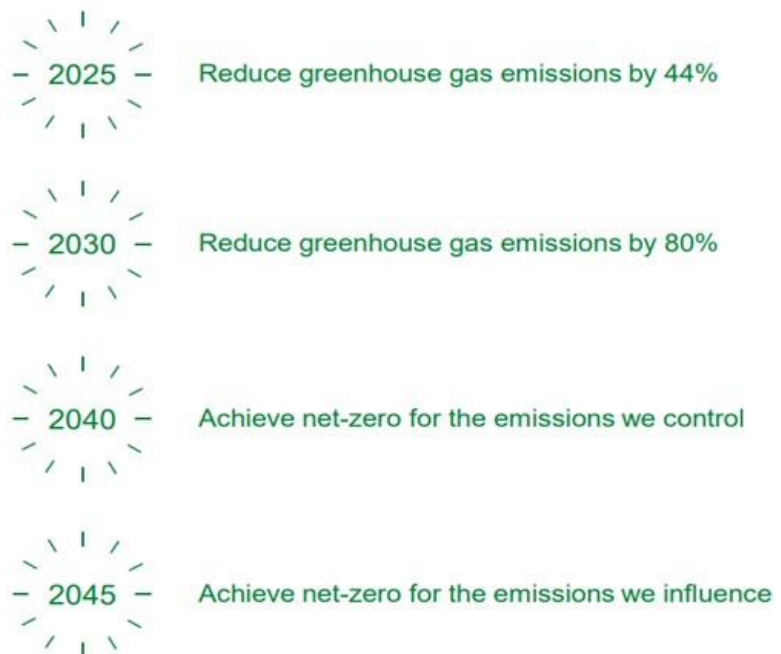 2025 Reduce greenhouse gas emissions by 44%
2030 Reduce greenhouse gas emissions by 80%
2040 Achieve net-zero for the emissions we control
2045 Achieve net-zero for the emissions we influence